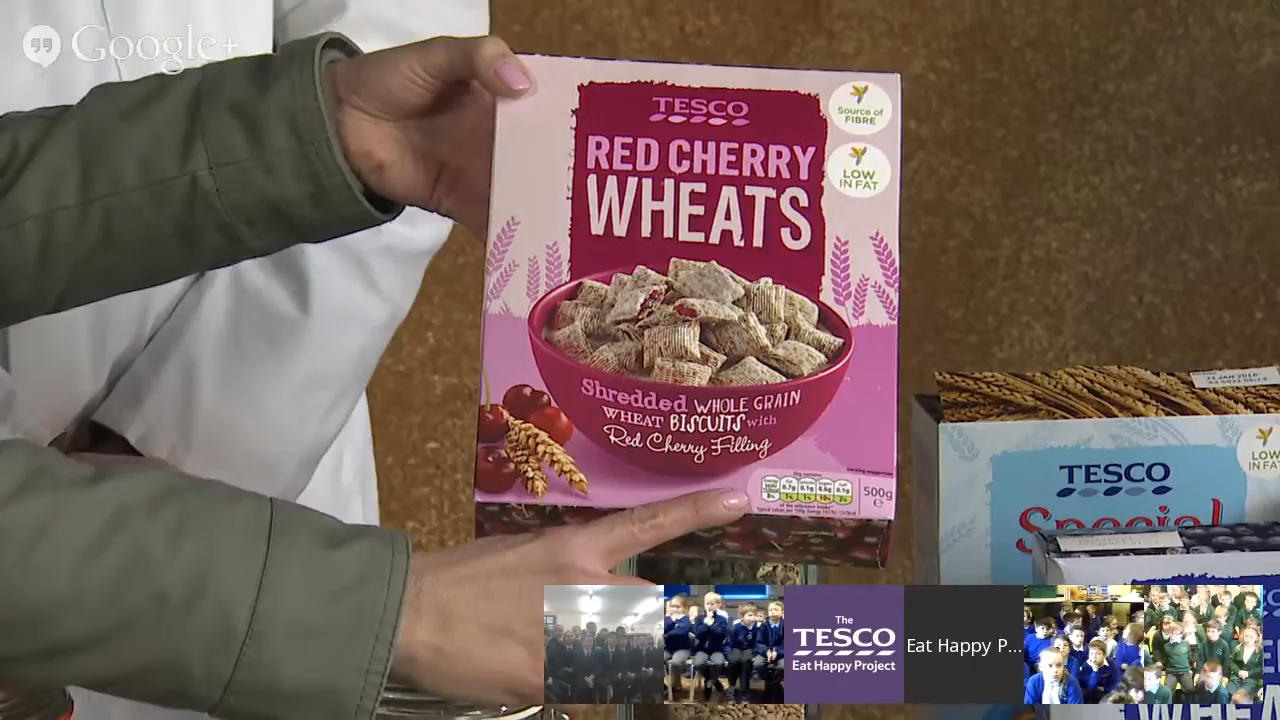 Google+
TESCO
RED CHERRY
WHEATS
Source of
FIBRE
LOW
IN FAT
Shredded WHOLE GRAIN
WHEAT BISCUITS with
Red Cherry Filling
500g
e
LOW
IN FAT
TESCO
Special
The
TESCO
Eat Happy Project
Eat Happy P...